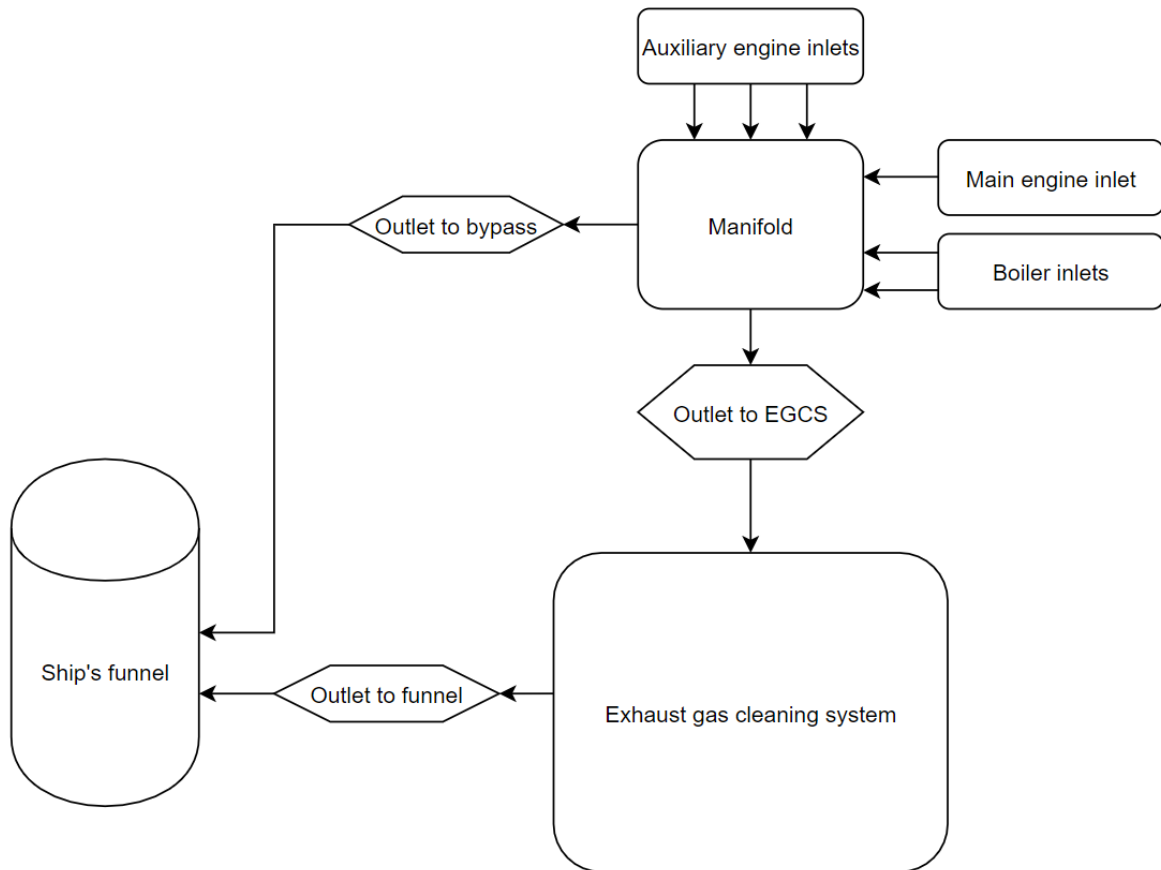 Auxiliary engine inlets
Main engine inlet
Outlet to bypass
Manifold
Boiler inlets
Outlet to EGCS
Ship's funnel
Outlet to funnel
Exhaust gas cleaning system